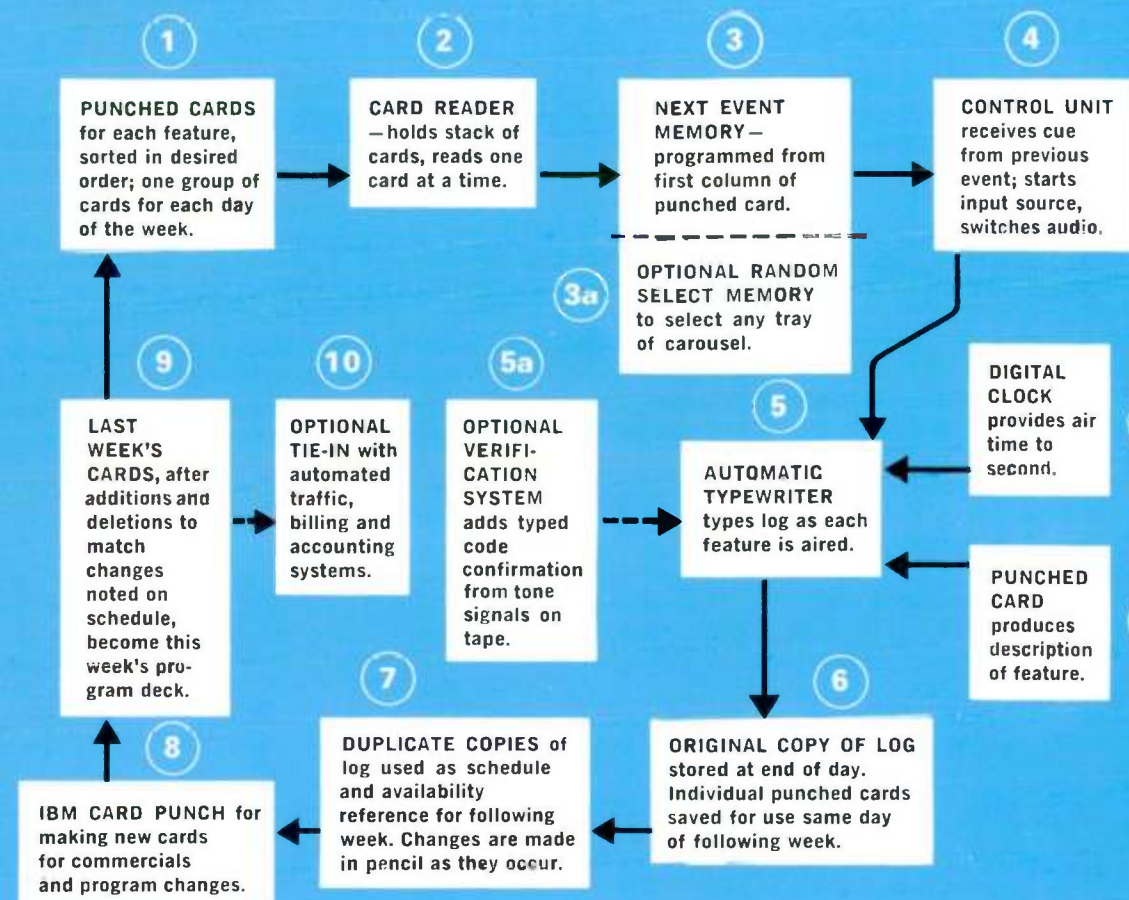 1
PUNCHED CARDS
for each feature,
sorted in desired
order; one group of
cards for each day
of the week.
2
CARD READER
—holds stack of
cards, reads one
card at a time.
3
NEXT EVENT
MEMORY—
programmed from
first column of
punched card.
3a
OPTIONAL RANDOM
SELECT MEMORY
to select any tray
of carousel.
4
CONTROL UNIT
receives cue
from previous
event; starts
input source,
switches audio.
DIGITAL
CLOCK
provides air
time to
second.
PUNCHED
CARD
produces
description
of feature.
5
AUTOMATIC
TYPEWRITER
types log as each
feature is aired.
5a
OPTIONAL
VERIFI-
CATION
SYSTEM
adds typed
code
confirmation
from tone
signals on
tape.
6
ORIGINAL COPY OF LOG
stored at end of day.
Individual punched cards
saved for use same day
of following week.
7
DUPLICATE COPIES of
log used as schedule
and availability
reference for following
week. Changes are made
in pencil as they occur.
8
IBM CARD PUNCH for
making new cards
for commercials
and program changes.
9
LAST
WEEK'S
CARDS, after
additions and
deletions to
match
changes
noted on
schedule,
become this
week's pro-
gram deck.
10
OPTIONAL
TIE-IN with
automated
traffic,
billing and
accounting
systems.